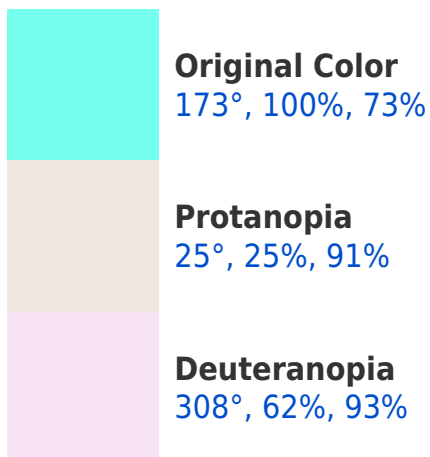 Original Color
173°, 100%, 73%
Protanopia
25°, 25%, 91%
Deuteranopia
308°, 62%, 93%